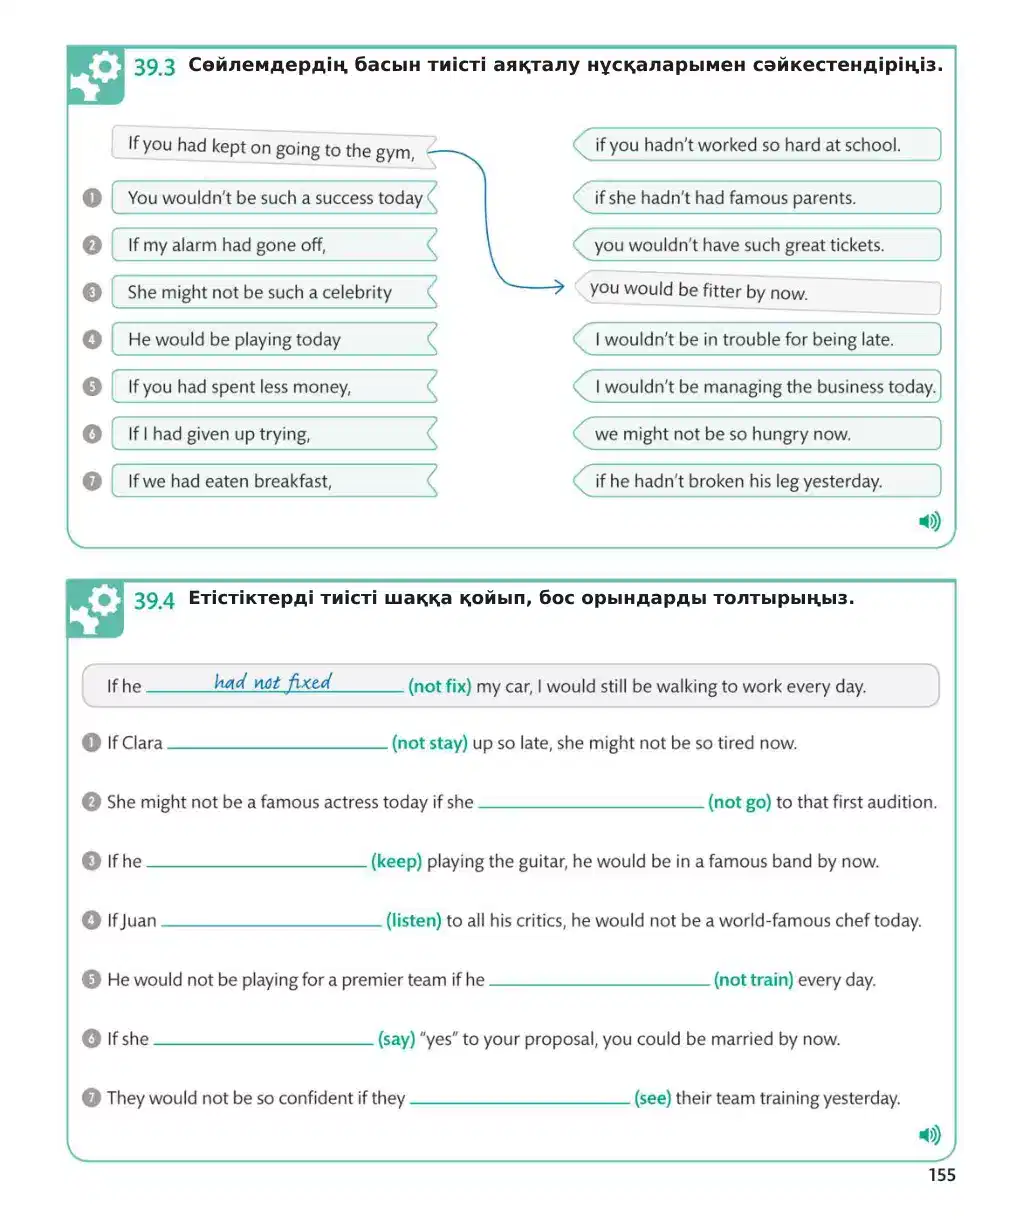 39.3 Сөйлемдердің басын тиісті аяқталу нұсқаларымен сәйкестендіріңіз.
If you had kept on going to the gym,
1 You wouldn't be such a success today
2 If my alarm had gone off,
3 She might not be such a celebrity
4 He would be playing today
5 If you had spent less money,
6 If I had given up trying,
7 If we had eaten breakfast,
if you hadn't worked so hard at school.
if she hadn't had famous parents.
you wouldn't have such great tickets.
you would be fitter by now.
I wouldn't be in trouble for being late.
I wouldn't be managing the business today.
we might not be so hungry now.
if he hadn't broken his leg yesterday.
39.4 Етістіктерді тиісті шаққа қойып, бос орындарды толтырыңыз.
If he had not fixed (not fix) my car, I would still be walking to work every day.
1 If Clara (not stay) up so late, she might not be so tired now.
2 She might not be a famous actress today if she (not go) to that first audition.
3 If he (keep) playing the guitar, he would be in a famous band by now.
4 If Juan (listen) to all his critics, he would not be a world-famous chef today.
5 He would not be playing for a premier team if he (not train) every day.
6 If she (say) "yes" to your proposal, you could be married by now.
7 They would not be so confident if they (see) their team training yesterday.
155